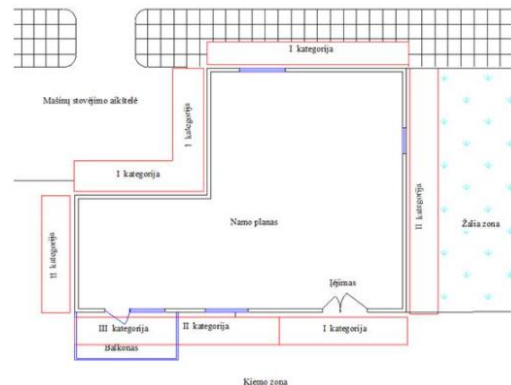 I kategorija
Mašinų stovėjimo aikštelė
I kategorija
I kategorija
II kategorija
II kategorija
Namo planas
Žalia zona
Įėjimas
III kategorija
II kategorija
I kategorija
Balkonas
Kiemo zona